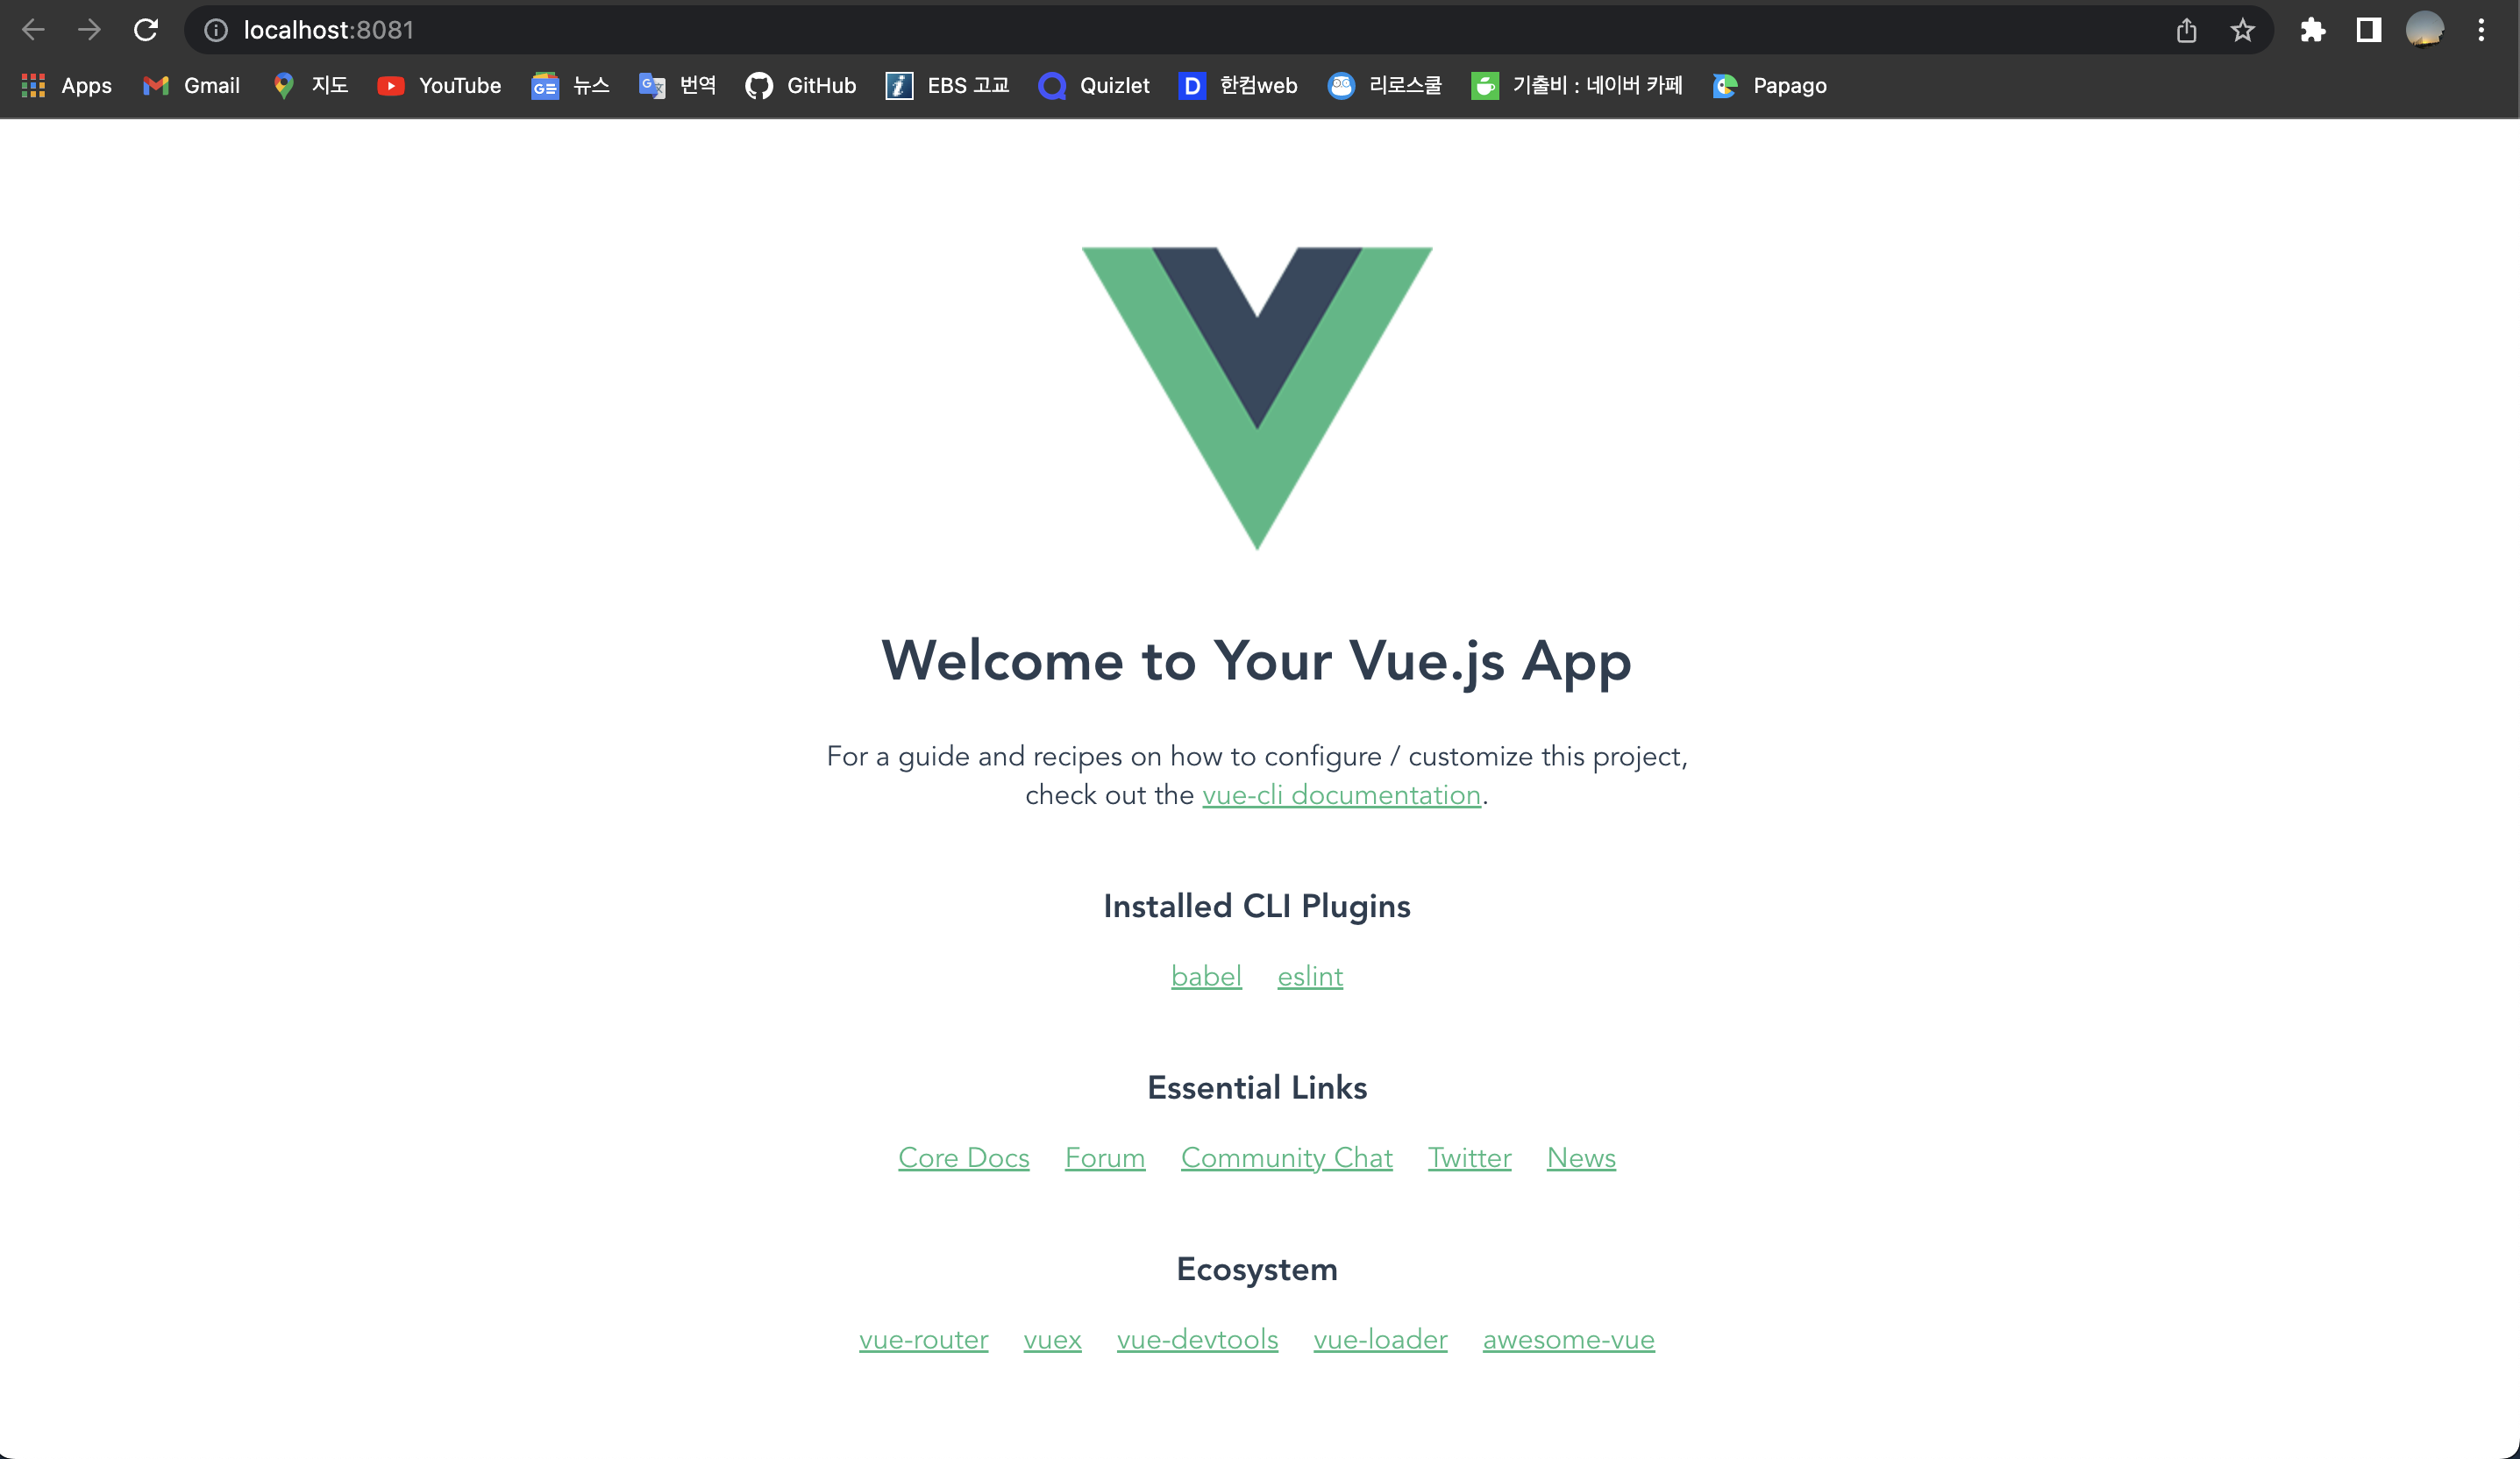 localhost:8081
Apps Gmail 지도 YouTube 뉴스 번역 GitHub EBS 고교 Quizlet 한컴web 리로스쿨 기출비 : 네이버 카페 Papago
Welcome to Your Vue.js App
For a guide and recipes on how to configure / customize this project,
check out the vue-cli documentation.
Installed CLI Plugins
babel eslint
Essential Links
Core Docs Forum Community Chat Twitter News
Ecosystem
vue-router vuex vue-devtools vue-loader awesome-vue